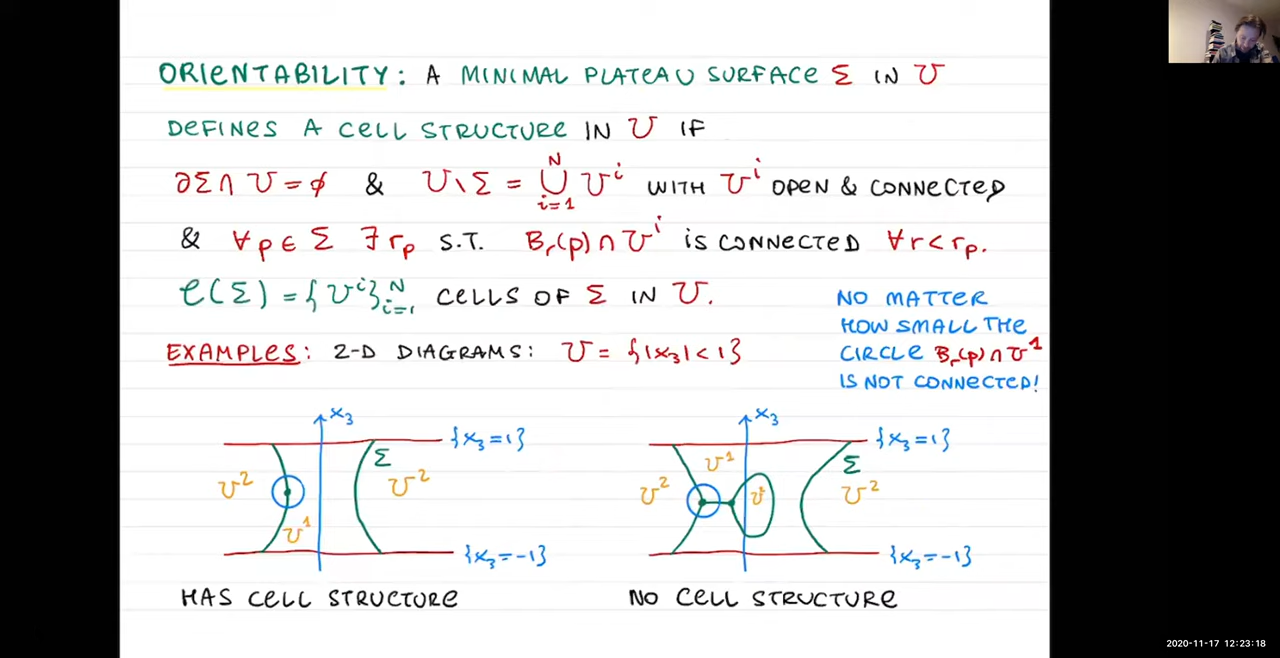 ORIENTABILITY: A MINIMAL PLATEAU SURFACE Σ IN U
DEFINES A CELL STRUCTURE IN U IF
∂Σ ∩ U = ϕ & U \ Σ = ⋃_{i=1}^{N} U^i WITH U^i OPEN & CONNECTED
& ∀ p ∈ Σ ∃ r_p S.T. B_r(p) ∩ U^i IS CONNECTED ∀ r < r_p.
C(Σ) = {U^i}_{i=1}^{N} CELLS OF Σ IN U.
NO MATTER
HOW SMALL THE
CIRCLE B_r(p) ∩ U^1
IS NOT CONNECTED!
EXAMPLES: 2-D DIAGRAMS: U = {|x_3| < 1}
x_3
{x_3 = 1}
Σ
U^2
U^2
U^1
{x_3 = -1}
HAS CELL STRUCTURE
x_3
{x_3 = 1}
U^1
Σ
U^2
U^2
{x_3 = -1}
NO CELL STRUCTURE
2020-11-17 12:23:18